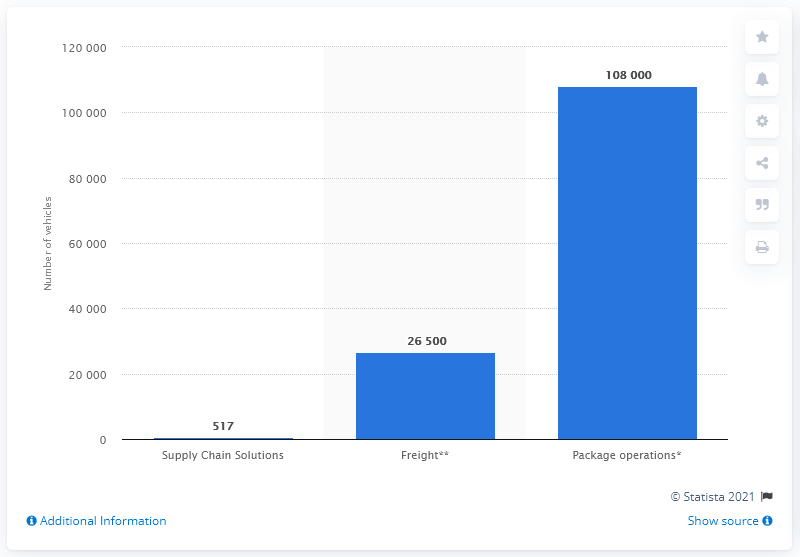 120 000
100 000
80 000
60 000
40 000
20 000
0
Number of vehicles
517
26 500
108 000
Supply Chain Solutions
Freight**
Package operations*
© Statista 2021
Additional Information
Show source